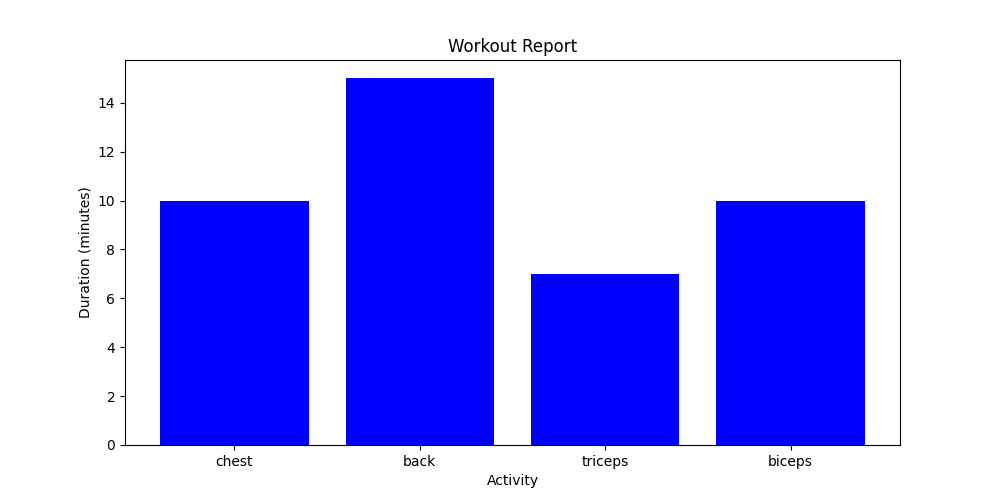 Workout Report
14
12
10
8
6
4
2
0
Duration (minutes)
chest back triceps biceps
Activity